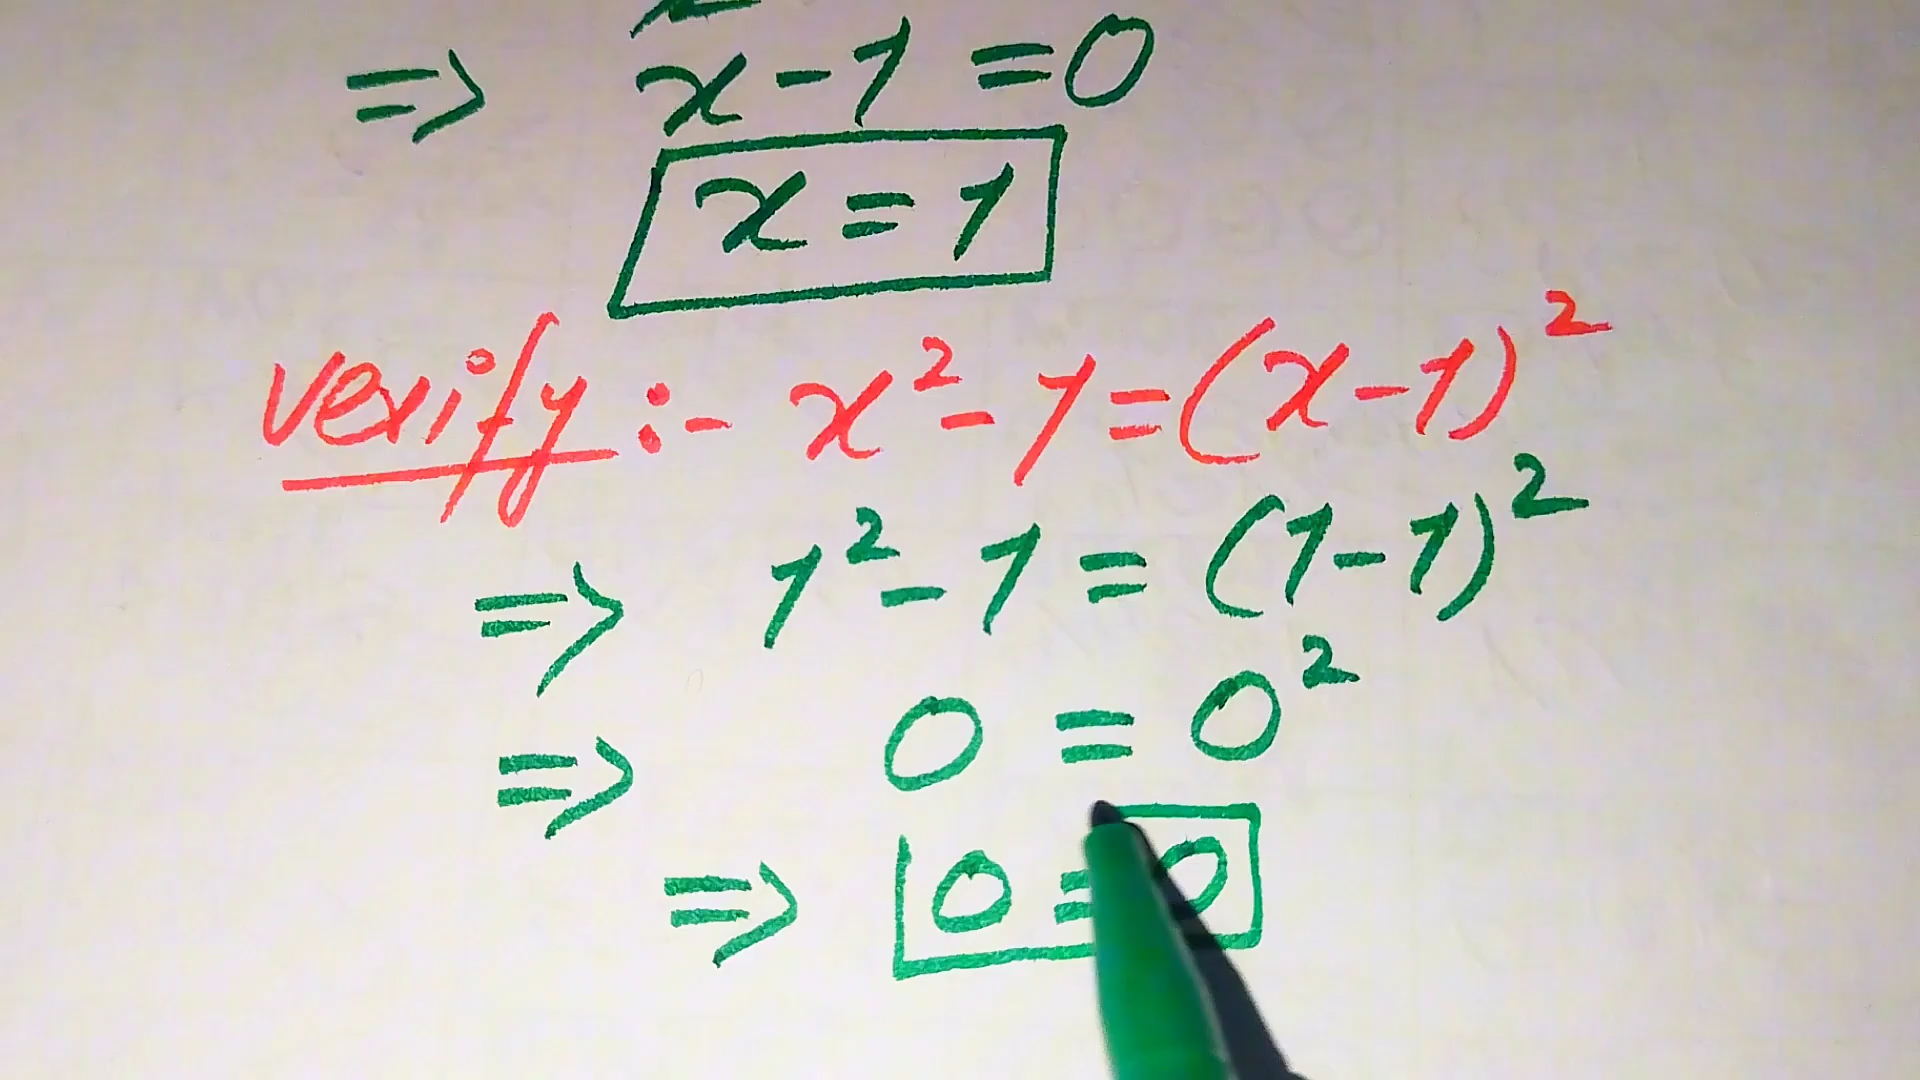 => x-1=0
x=1
verify :- x²-1=(x-1)²
=> 1²-1=(1-1)²
=> 0=0²
=> 0=0